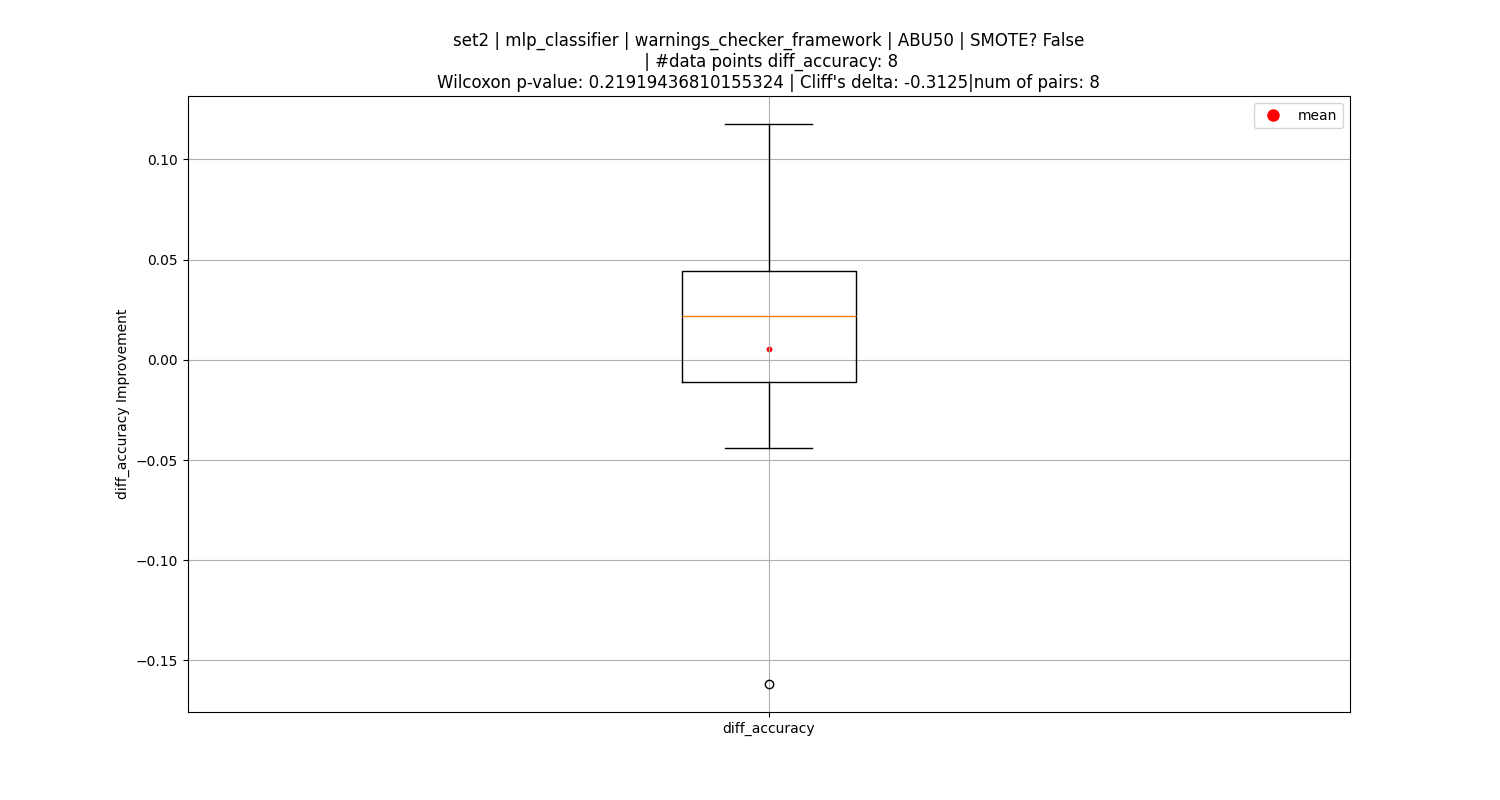 set2 | mlp_classifier | warnings_checker_framework | ABU50 | SMOTE? False
| #data points diff_accuracy: 8
Wilcoxon p-value: 0.21919436810155324 | Cliff's delta: -0.3125|num of pairs: 8
mean
0.10
0.05
0.00
−0.05
−0.10
−0.15
diff_accuracy Improvement
diff_accuracy